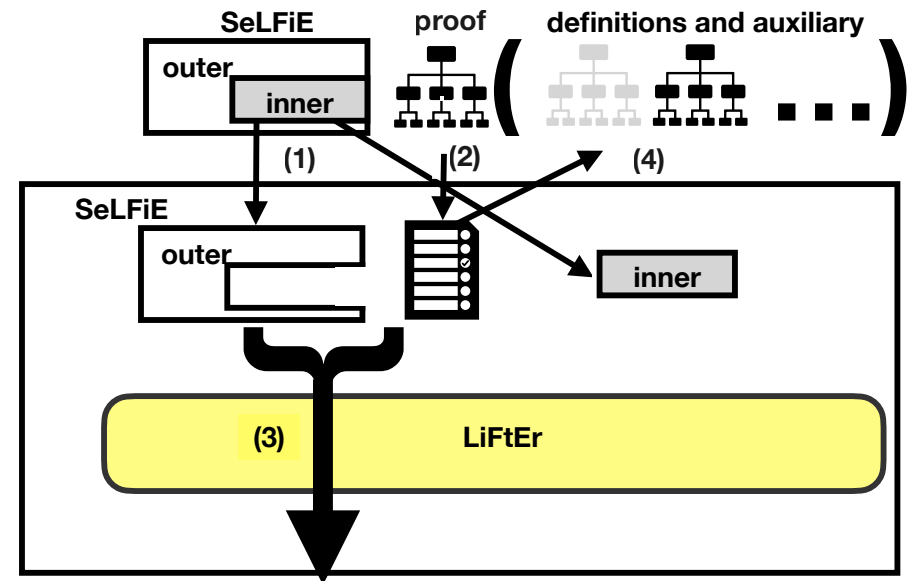 SeLFiE
proof
definitions and auxiliary
outer
inner
(
)
...
(1)
(2)
(4)
SeLFiE
outer
inner
(3)
LiFtEr